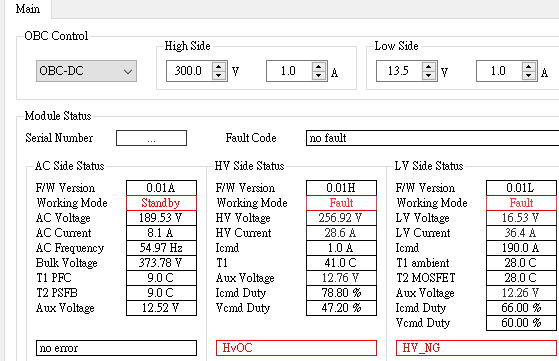 Main
OBC Control
High Side
Low Side
OBC-DC
300.0 V 1.0 A
13.5 V 1.0 A
Module Status
Serial Number ... Fault Code no fault
AC Side Status
F/W Version 0.01A
Working Mode Standby
AC Voltage 189.53 V
AC Current 8.1 A
AC Frequency 54.97 Hz
Bulk Voltage 373.78 V
T1 PFC 9.0 C
T2 PSFB 9.0 C
Aux Voltage 12.52 V
no error
HV Side Status
F/W Version 0.01H
Working Mode Fault
HV Voltage 256.92 V
HV Current 28.6 A
Icmd 1.0 A
T1 41.0 C
Aux Voltage 12.76 V
Icmd Duty 78.80 %
Vcmd Duty 47.20 %
HvOC
LV Side Status
F/W Version 0.01L
Working Mode Fault
LV Voltage 16.53 V
LV Current 36.4 A
Icmd 190.0 A
T1 ambient 28.0 C
T2 MOSFET 28.0 C
Aux Voltage 12.26 V
Icmd Duty 66.00 %
Vcmd Duty 60.00 %
HV_NG